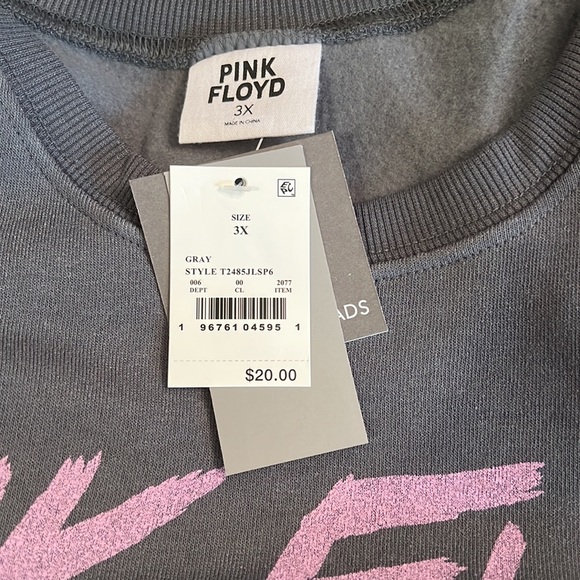 PINK
FLOYD
3X
MADE IN CHINA
SIZE
3X
GRAY
STYLE T2485JLSP6
006 00 2077
DEPT CL ITEM
ADS
1 96761 04595 1
$20.00